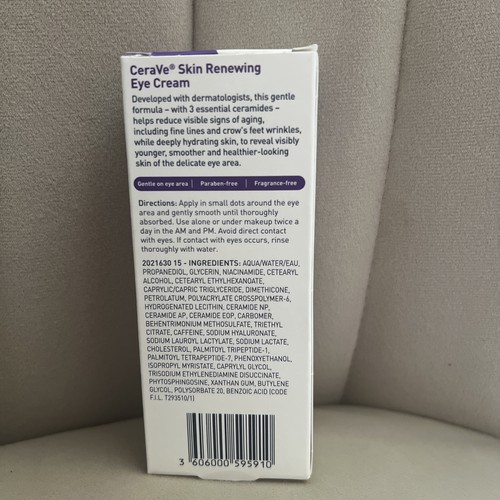 CeraVe® Skin Renewing
Eye Cream
Developed with dermatologists, this gentle
formula – with 3 essential ceramides –
helps reduce visible signs of aging,
including fine lines and crow's feet wrinkles,
while deeply hydrating skin, to reveal visibly
younger, smoother and healthier-looking
skin of the delicate eye area.
Gentle on eye area | Paraben-free | Fragrance-free
Directions: Apply in small dots around the eye
area and gently smooth until thoroughly
absorbed. Use alone or under makeup twice a
day in the AM and PM. Avoid direct contact
with eyes. If contact with eyes occurs, rinse
thoroughly with water.
2021630 15 - INGREDIENTS: AQUA/WATER/EAU,
PROPANEDIOL, GLYCERIN, NIACINAMIDE, CETEARYL
ALCOHOL, CETEARYL ETHYLHEXANOATE,
CAPRYLIC/CAPRIC TRIGLYCERIDE, DIMETHICONE,
PETROLATUM, POLYACRYLATE CROSSPOLYMER-6,
HYDROGENATED LECITHIN, CERAMIDE NP,
CERAMIDE AP, CERAMIDE EOP, CARBOMER,
BEHENTRIMONIUM METHOSULFATE, TRIETHYL
CITRATE, CAFFEINE, SODIUM HYALURONATE,
SODIUM LAUROYL LACTYLATE, SODIUM LACTATE,
CHOLESTEROL, PALMITOYL TRIPEPTIDE-1,
PALMITOYL TETRAPEPTIDE-7, PHENOXYETHANOL,
ISOPROPYL MYRISTATE, CAPRYLYL GLYCOL,
TRISODIUM ETHYLENEDIAMINE DISUCCINATE,
PHYTOSPHINGOSINE, XANTHAN GUM, BUTYLENE
GLYCOL, POLYSORBATE 20, BENZOIC ACID (CODE
F.I.L. T293510/1)
3 606000 595910